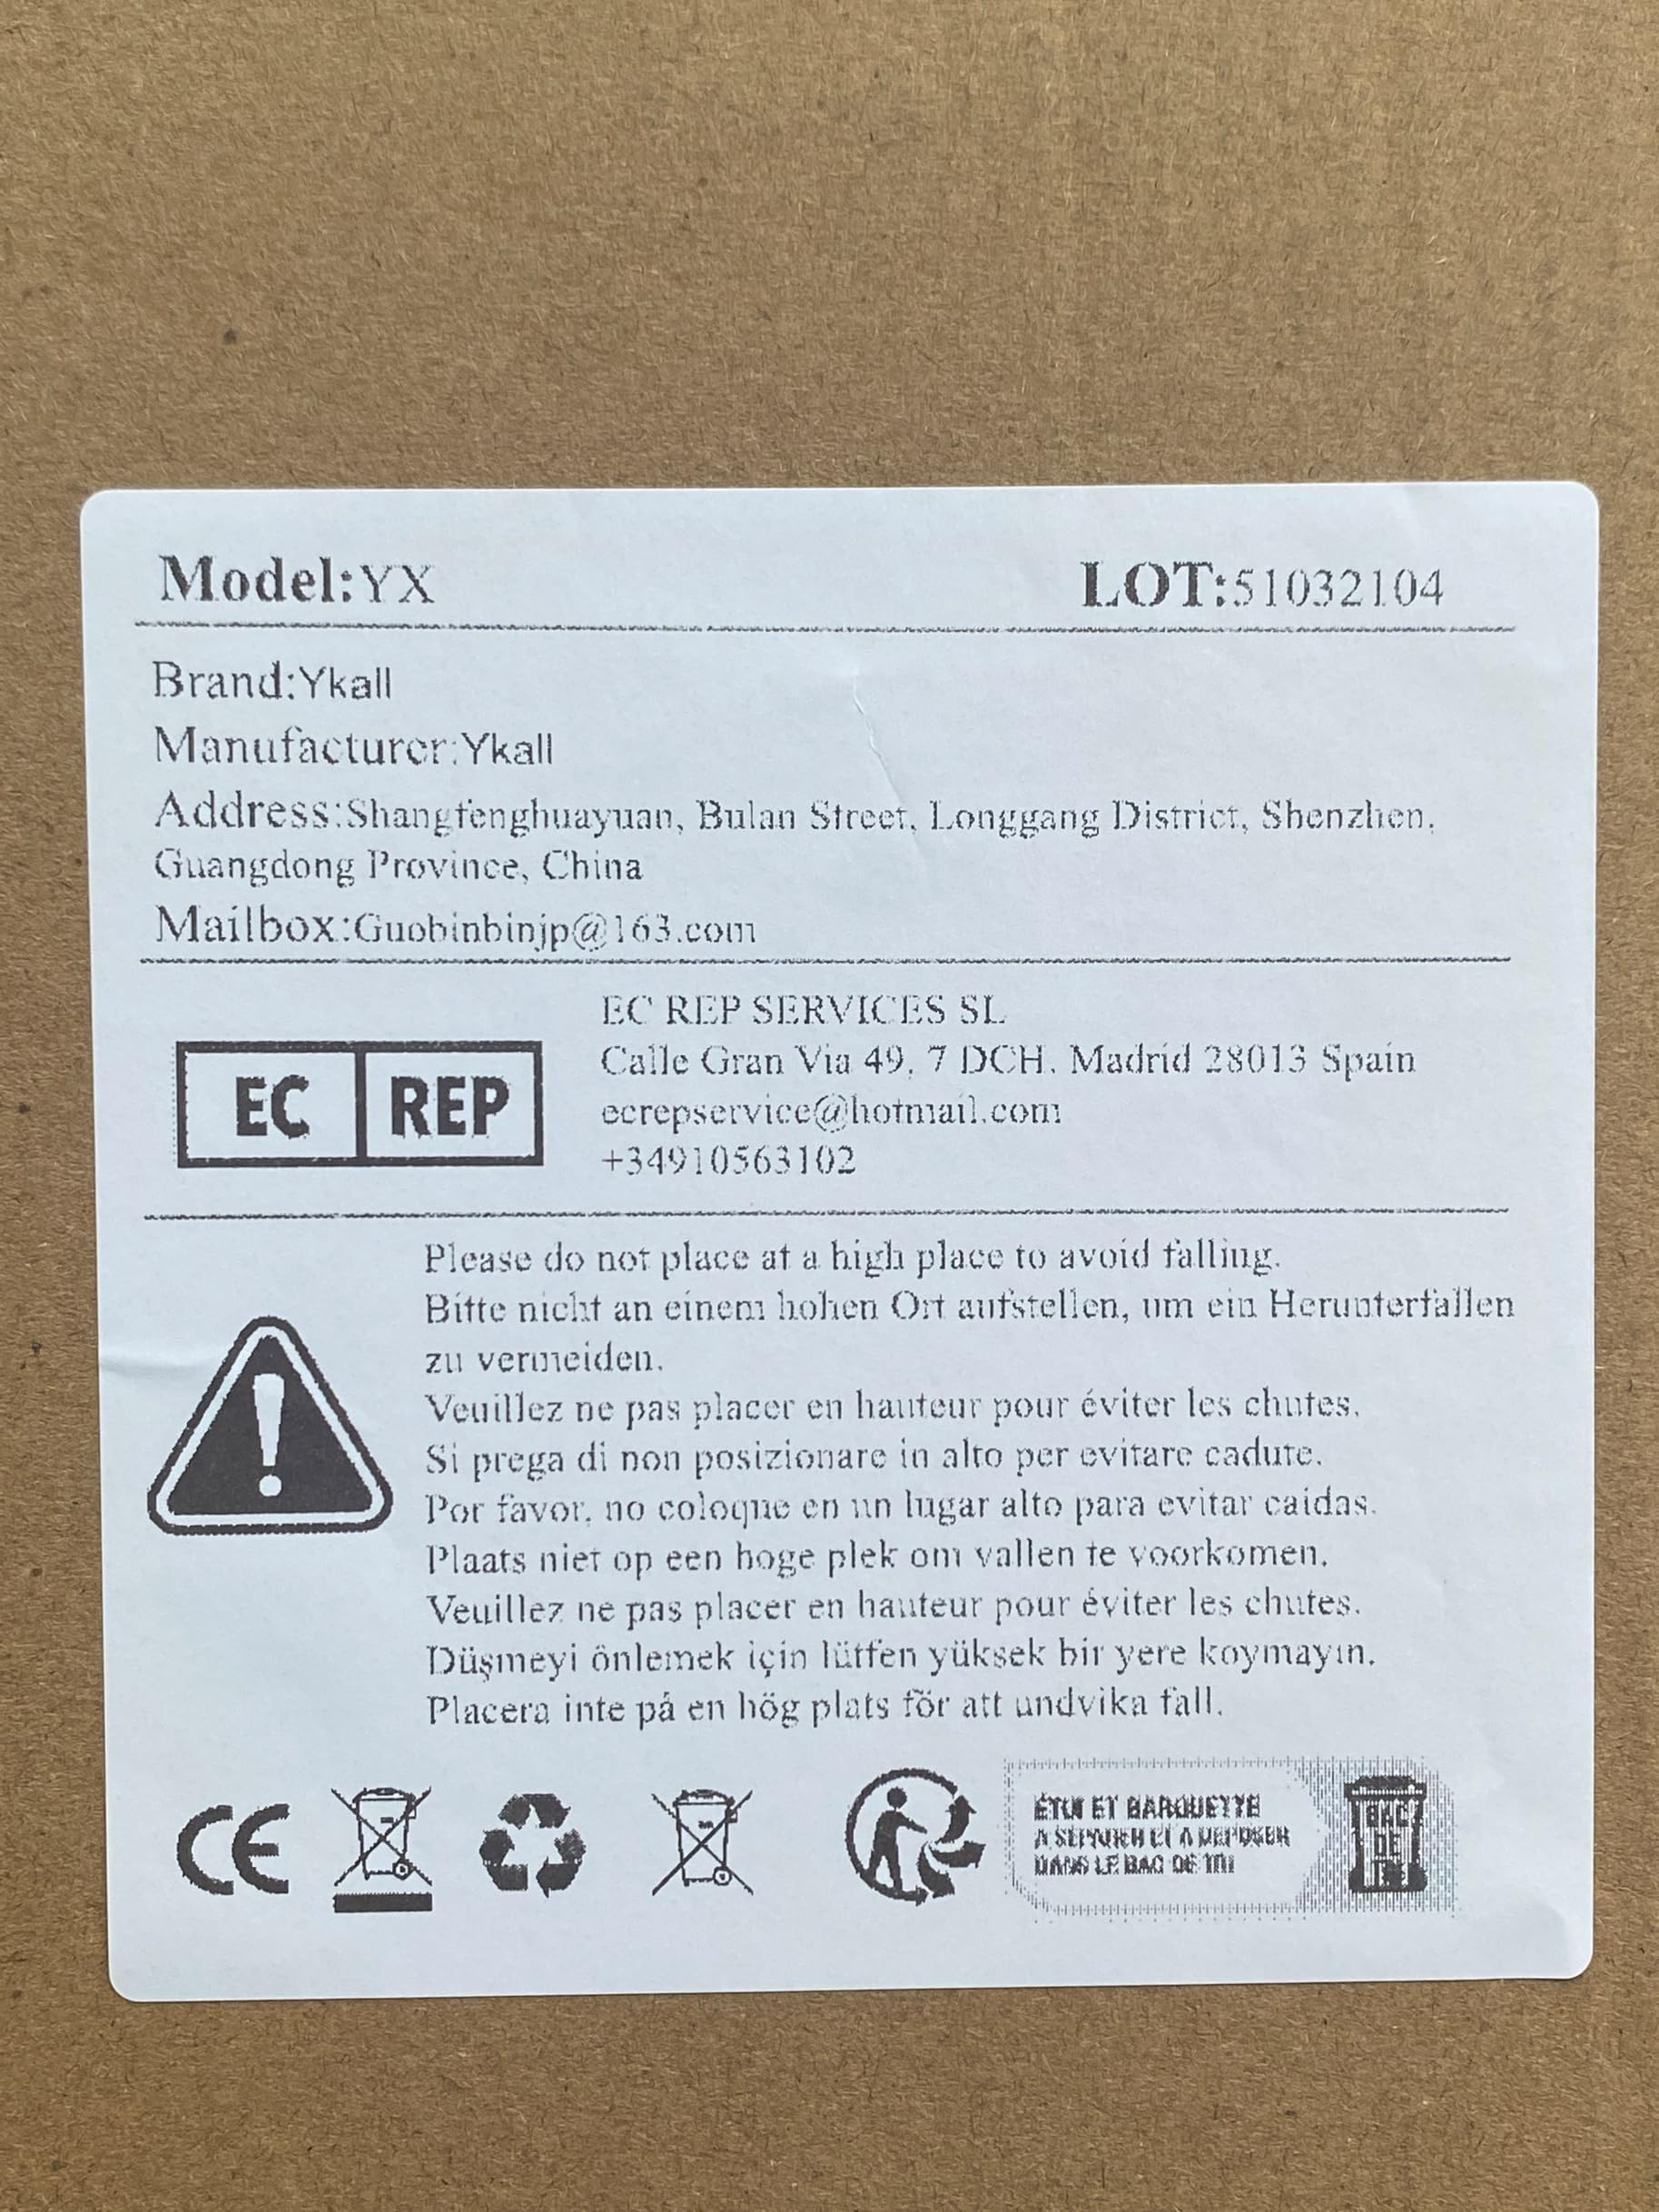 Model:YX
LOT:51032104
Brand:Ykall
Manufacturer:Ykall
Address:Shangfenghuayuan, Bulan Street, Longgang District, Shenzhen,
Guangdong Province, China
Mailbox:Guobinbinjp@163.com
EC REP
EC REP SERVICES SL
Calle Gran Via 49, 7 DCH. Madrid 28013 Spain
ecrepservice@hotmail.com
+34910563102
Please do not place at a high place to avoid falling.
Bitte nicht an einem hohen Ort aufstellen, um ein Herunterfallen
zu vermeiden.
Veuillez ne pas placer en hauteur pour éviter les chutes.
Si prega di non posizionare in alto per evitare cadute.
Por favor, no coloque en un lugar alto para evitar caídas.
Plaats niet op een hoge plek om vallen te voorkomen.
Veuillez ne pas placer en hauteur pour éviter les chutes.
Düşmeyi önlemek için lütfen yüksek bir yere koymayın.
Placera inte på en hög plats för att undvika fall.
CE
ÉTUI ET BARQUETTE
À SÉPARER ET À DÉPOSER
DANS LE BAC DE TRI
BAC
DE
TRI